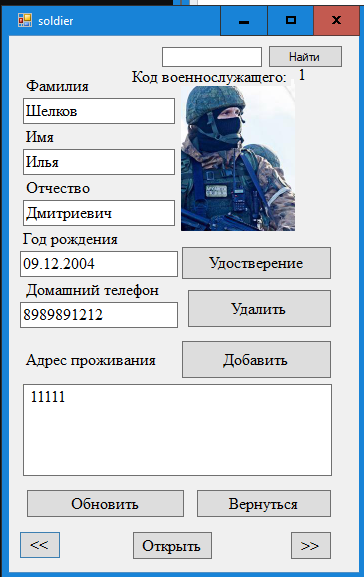 soldier
Найти
Код военнослужащего: 1
Фамилия
Шелков
Имя
Илья
Отчество
Дмитриевич
Год рождения
09.12.2004
Удостверение
Домашний телефон
8989891212
Удалить
Адрес проживания
Добавить
11111
Обновить
Вернуться
<<
Открыть
>>